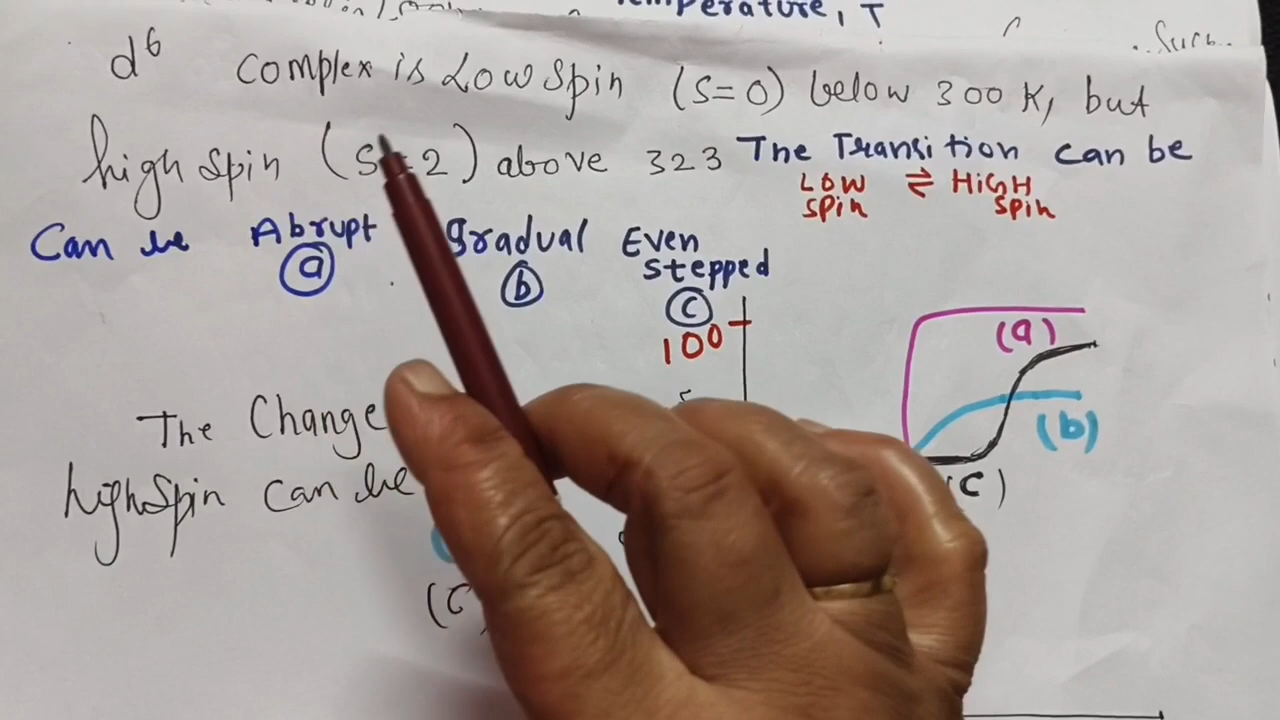 Temperature, T
d6 Complex is Low Spin (S=0) below 300 K, but
high Spin (S=2) above 323 The Transition can be
LOW ⇌ HIGH
Spin Spin
Can be Abrupt gradual Even
stepped
(a) (b) (c)
100
(a)
The Change
(b)
highSpin can be
(c)